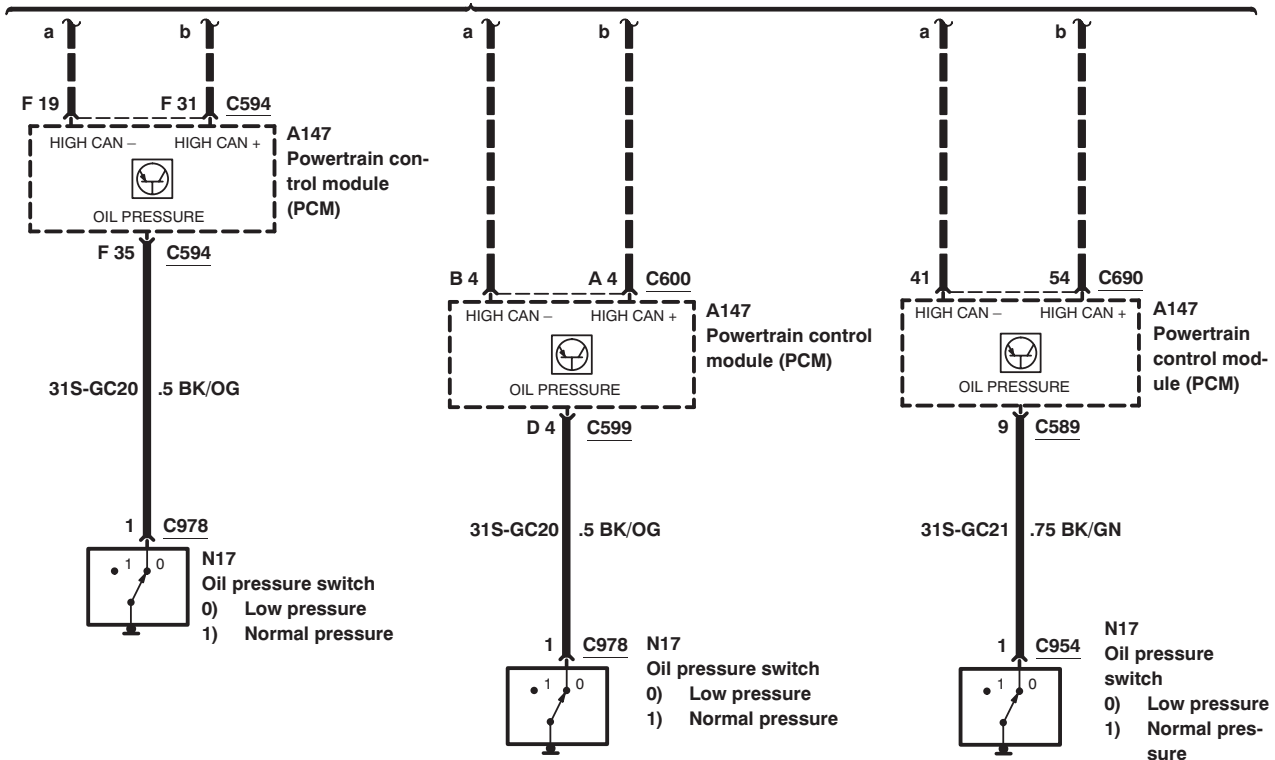 a
b
F 19
F 31
C594
HIGH CAN –
HIGH CAN +
OIL PRESSURE
A147
Powertrain con-
trol module
(PCM)
F 35
C594
31S-GC20
.5 BK/OG
1
C978
1
0
N17
Oil pressure switch
0) Low pressure
1) Normal pressure
a
b
B 4
A 4
C600
HIGH CAN –
HIGH CAN +
OIL PRESSURE
A147
Powertrain control
module (PCM)
D 4
C599
31S-GC20
.5 BK/OG
1
C978
1
0
N17
Oil pressure switch
0) Low pressure
1) Normal pressure
a
b
41
54
C690
HIGH CAN –
HIGH CAN +
OIL PRESSURE
A147
Powertrain
control mod-
ule (PCM)
9
C589
31S-GC21
.75 BK/GN
1
C954
1
0
N17
Oil pressure
switch
0) Low pressure
1) Normal pres-
sure